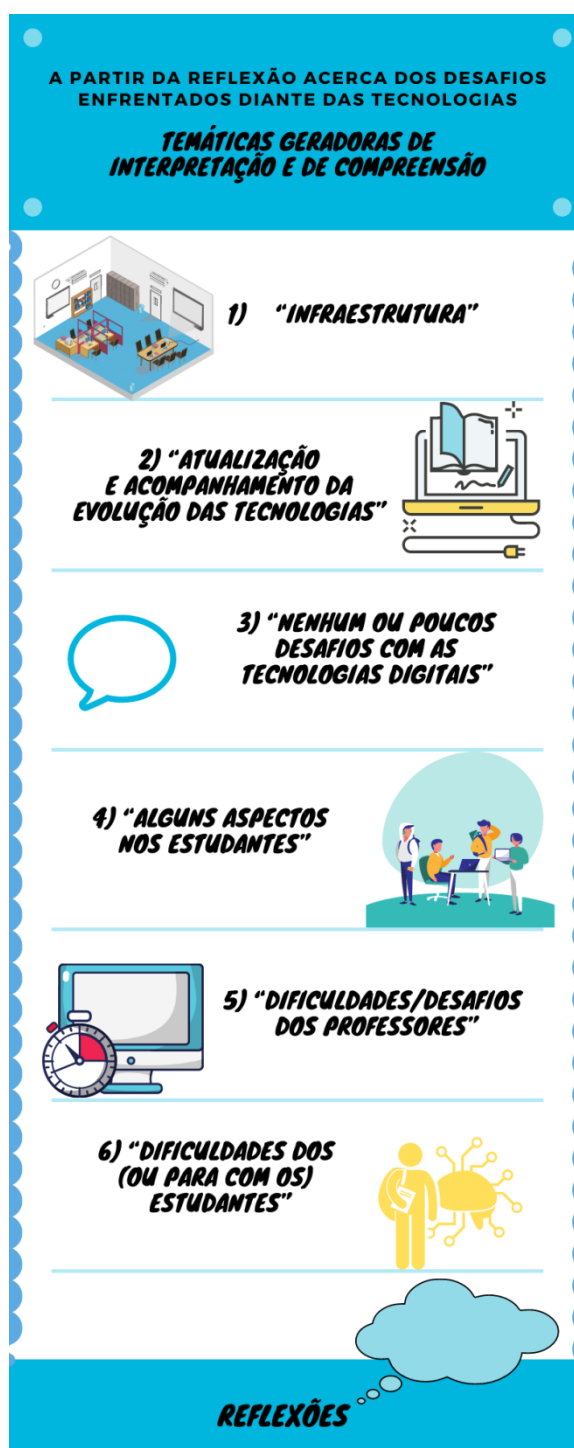 A PARTIR DA REFLEXÃO ACERCA DOS DESAFIOS
ENFRENTADOS DIANTE DAS TECNOLOGIAS
TEMÁTICAS GERADORAS DE
INTERPRETAÇÃO E DE COMPREENSÃO
1) “INFRAESTRUTURA”
2) “ATUALIZAÇÃO
E ACOMPANHAMENTO DA
EVOLUÇÃO DAS TECNOLOGIAS”
3) “NENHUM OU POUCOS
DESAFIOS COM AS
TECNOLOGIAS DIGITAIS”
4) “ALGUNS ASPECTOS
NOS ESTUDANTES”
5) “DIFICULDADES/DESAFIOS
DOS PROFESSORES”
6) “DIFICULDADES DOS
(OU PARA COM OS)
ESTUDANTES”
REFLEXÕES